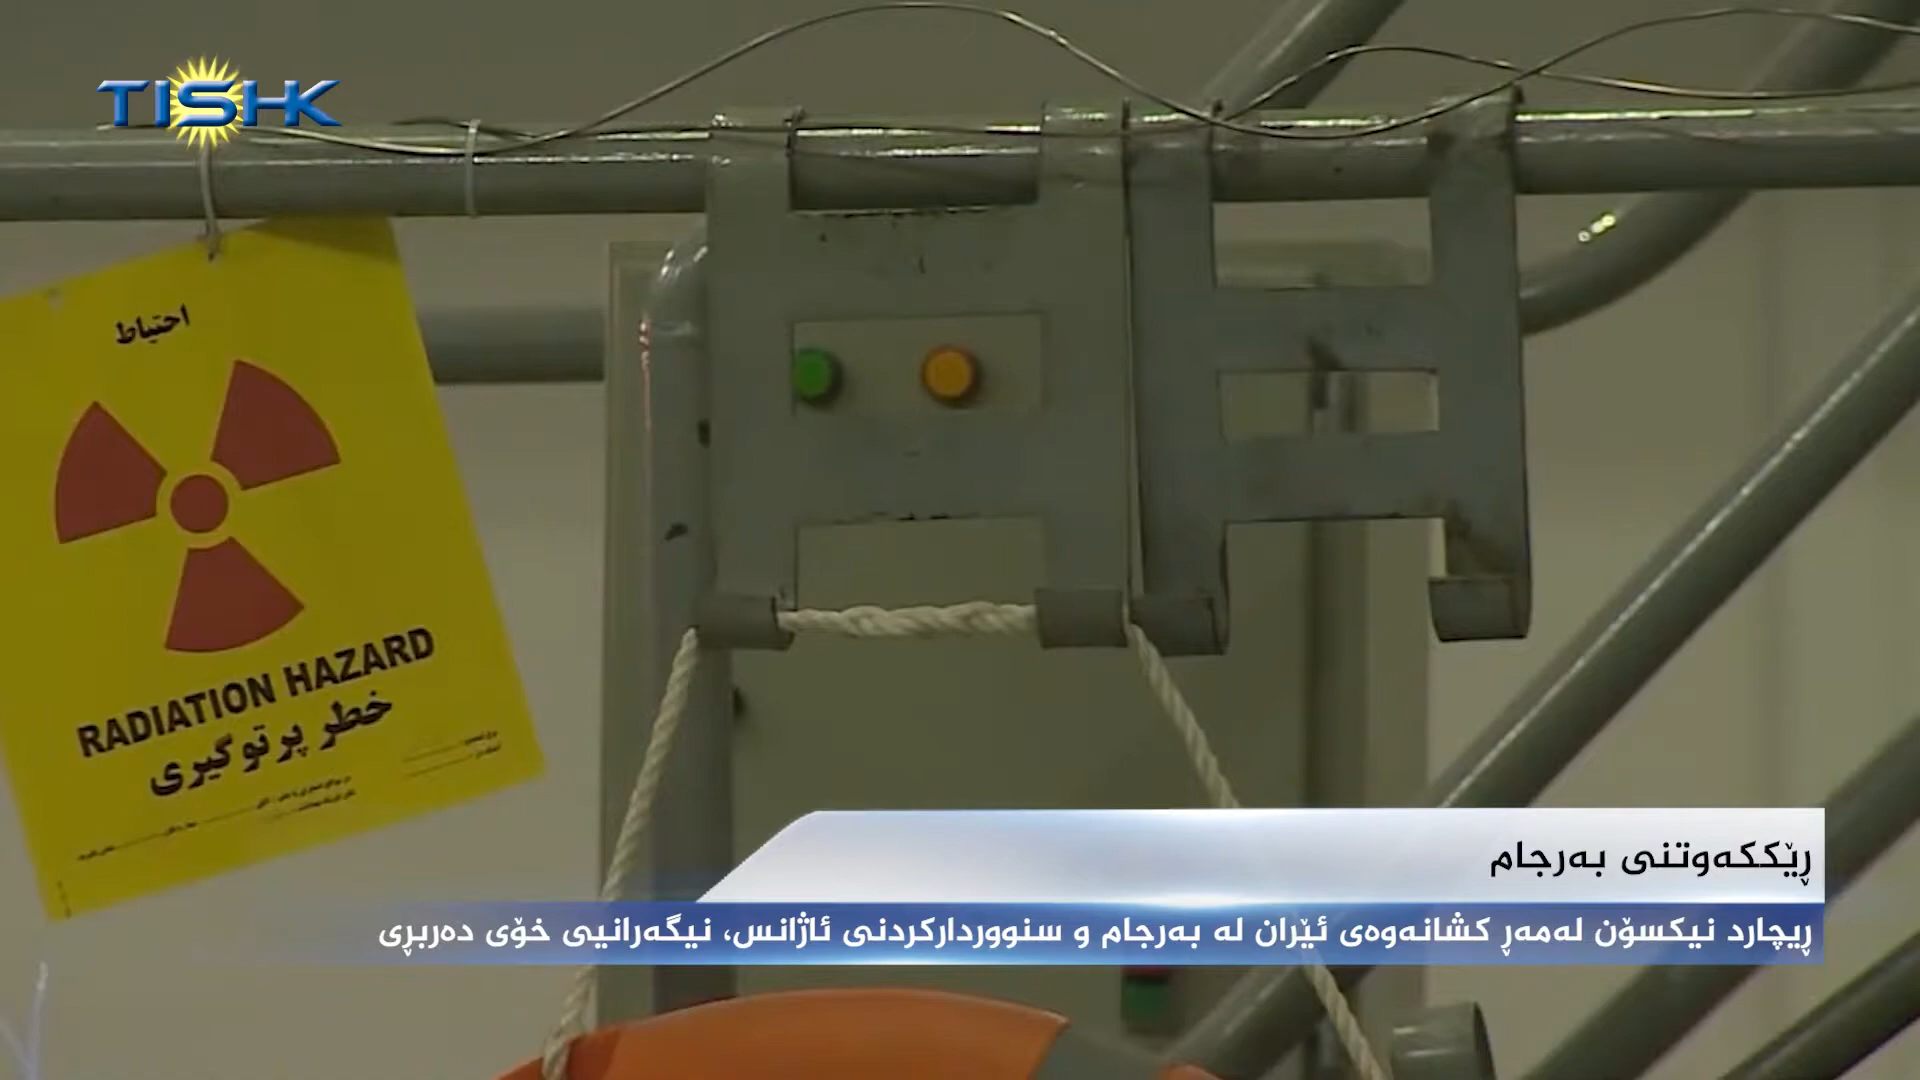 TISHK
احتیاط
RADIATION HAZARD
خطر پرتوگیری
ڕێککەوتنی بەرجام
ڕیچارد نیکسۆن لەمەڕ کشانەوەی ئێران لە بەرجام و سنووردارکردنی ئاژانس، نیگەرانیی خۆی دەربڕی